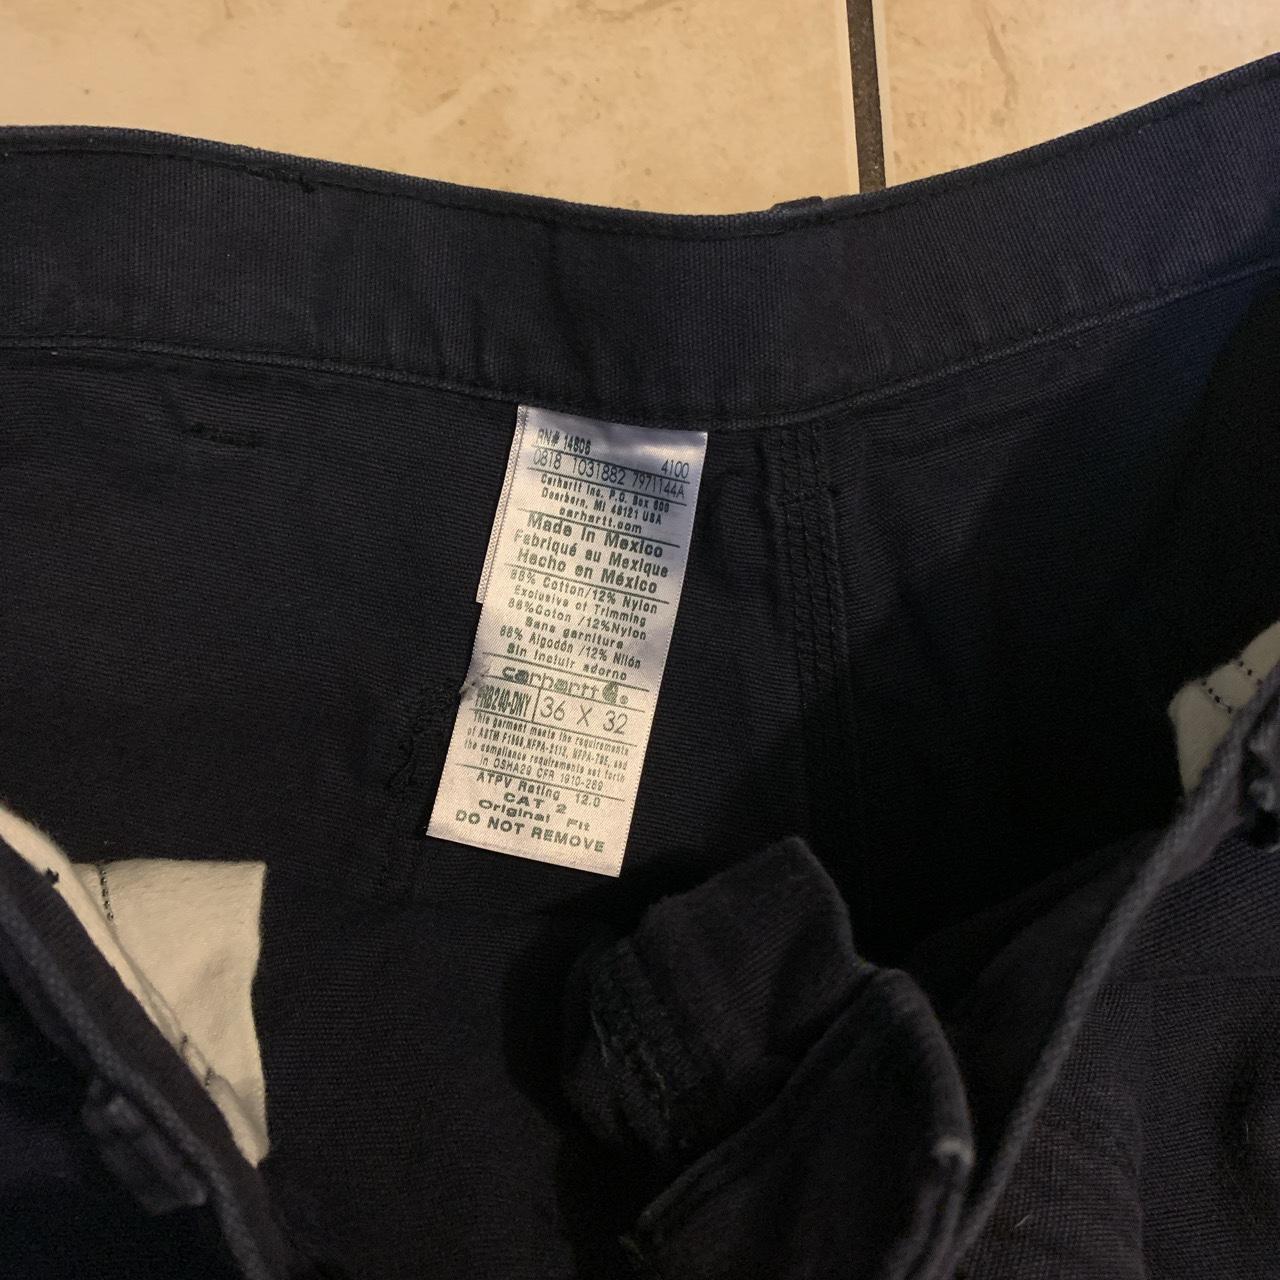 RN# 14806 4100
0818 1031882 7971144A
Carhartt Inc. P.O. Box 600
Dearborn, MI 48121 USA
carhartt.com
Made in Mexico
Fabriqué au Mexique
Hecho en México
88% Cotton/12% Nylon
Exclusive of Trimming
88%Coton /12%Nylon
Sans garniture
88% Algodón /12% Nilón
Sin incluir adorno
carhartt
FRB240-DNY 36 X 32
This garment meets the requirements
of ASTM F1506, NFPA-2112, NFPA-70E, and
the compliance requirements set forth
in OSHA29 CFR 1910-269
ATPV Rating 12.0
CAT 2
Original Fit
DO NOT REMOVE